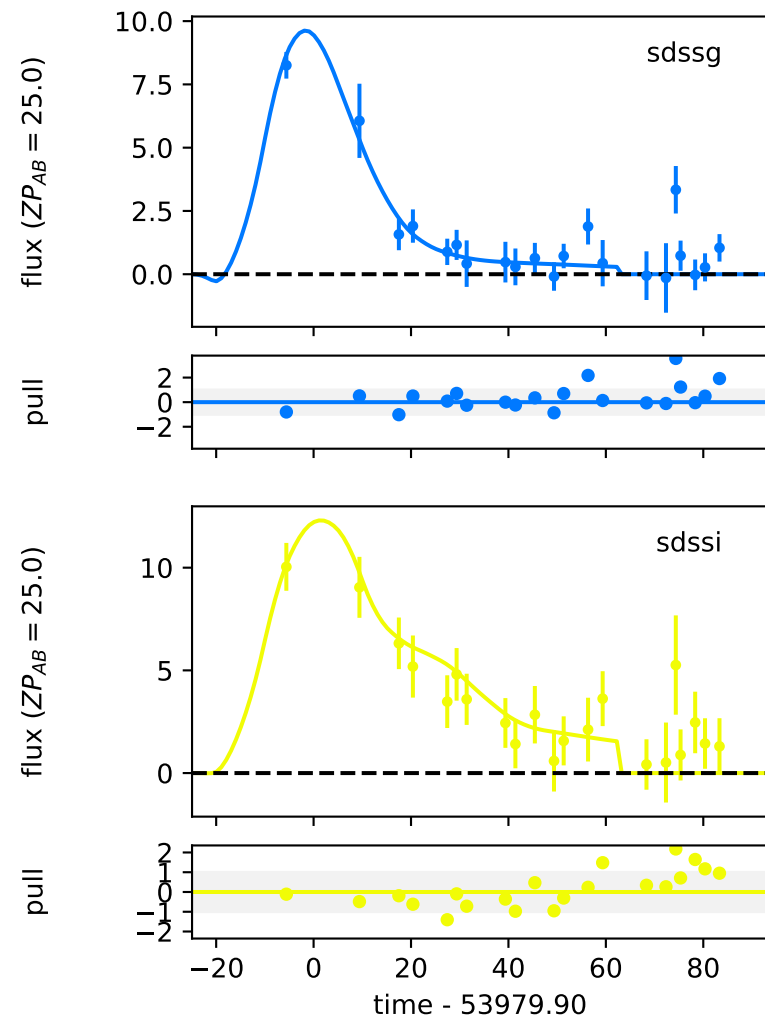 10.0
7.5
5.0
2.5
0.0
flux (ZP_AB = 25.0)
sdssg
2
0
−2
pull
10
5
0
flux (ZP_AB = 25.0)
sdssi
2
1
0
−1
−2
pull
−20 0 20 40 60 80
time - 53979.90